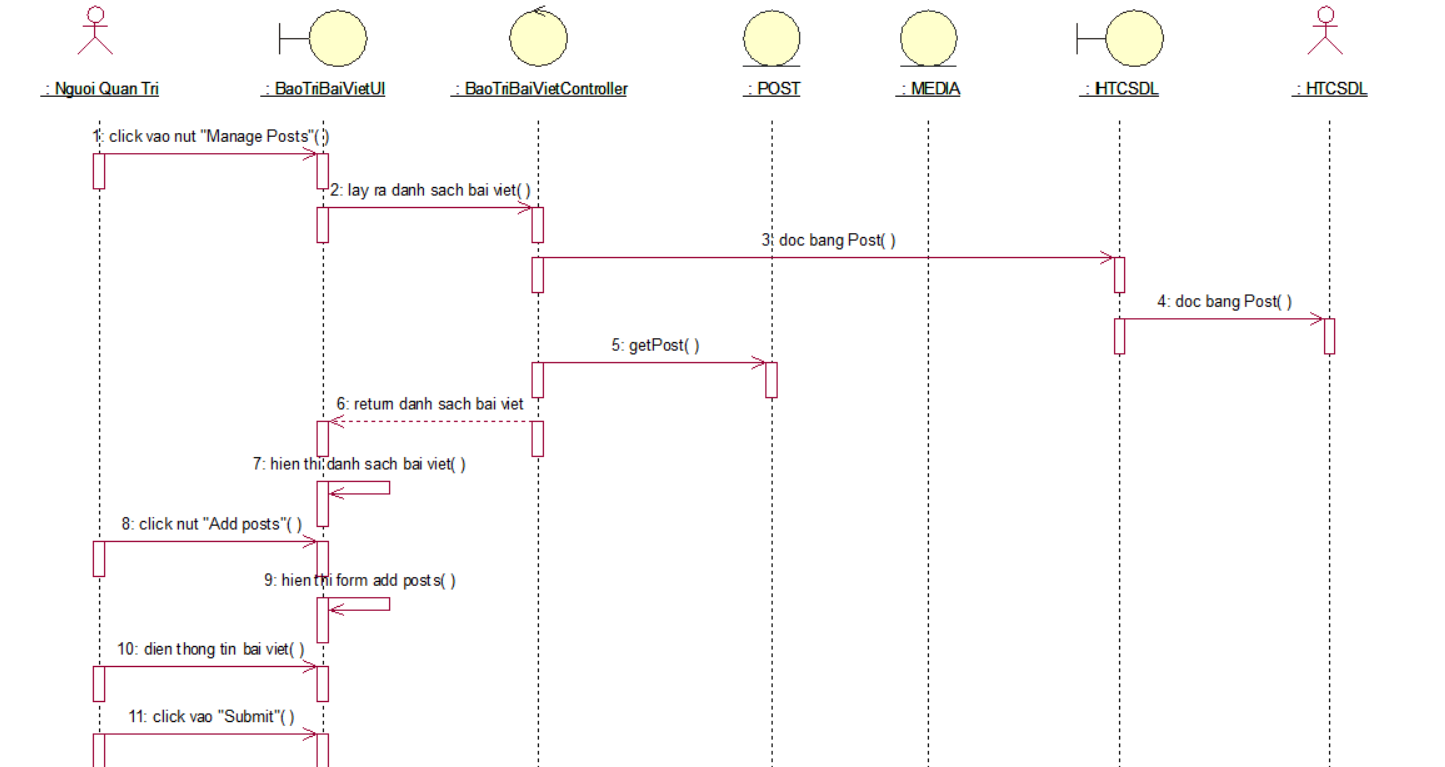 : Nguoi Quan Tri : BaoTriBaiVietUI : BaoTriBaiVietController : POST : MEDIA : HTCSDL : HTCSDL
1: click vao nut "Manage Posts"( )
2: lay ra danh sach bai viet( )
3: doc bang Post( )
4: doc bang Post( )
5: getPost( )
6: return danh sach bai viet
7: hien thi danh sach bai viet( )
8: click nut "Add posts"( )
9: hien thi form add posts( )
10: dien thong tin bai viet( )
11: click vao "Submit"( )